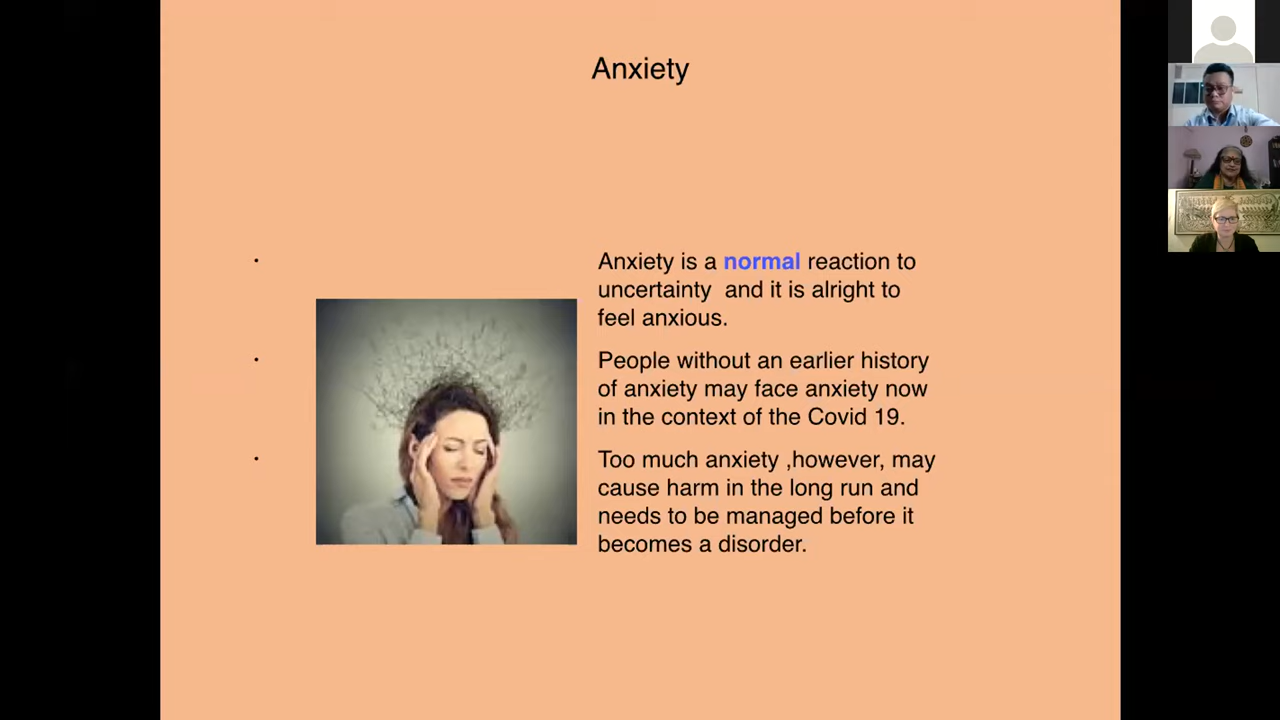 Anxiety
Anxiety is a normal reaction to
uncertainty  and it is alright to
feel anxious.
People without an earlier history
of anxiety may face anxiety now
in the context of the Covid 19.
Too much anxiety ,however, may
cause harm in the long run and
needs to be managed before it
becomes a disorder.